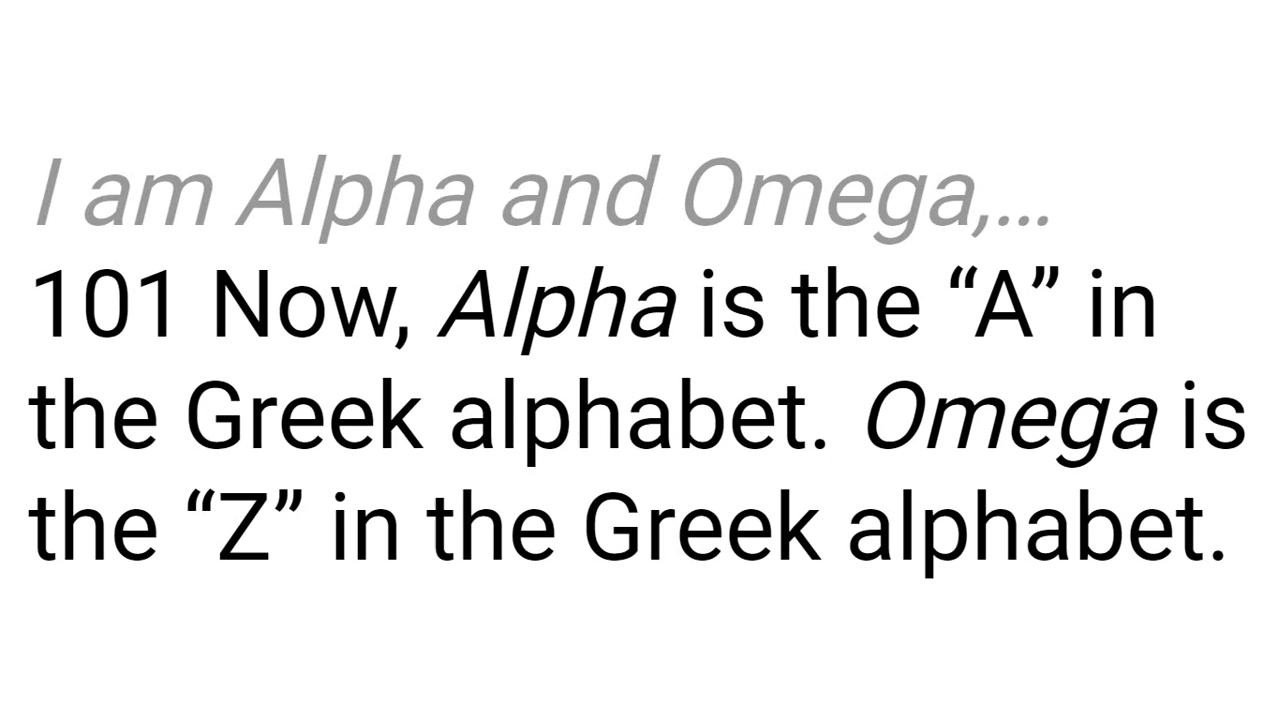 I am Alpha and Omega,...
101 Now, Alpha is the “A” in
the Greek alphabet. Omega is
the “Z” in the Greek alphabet.